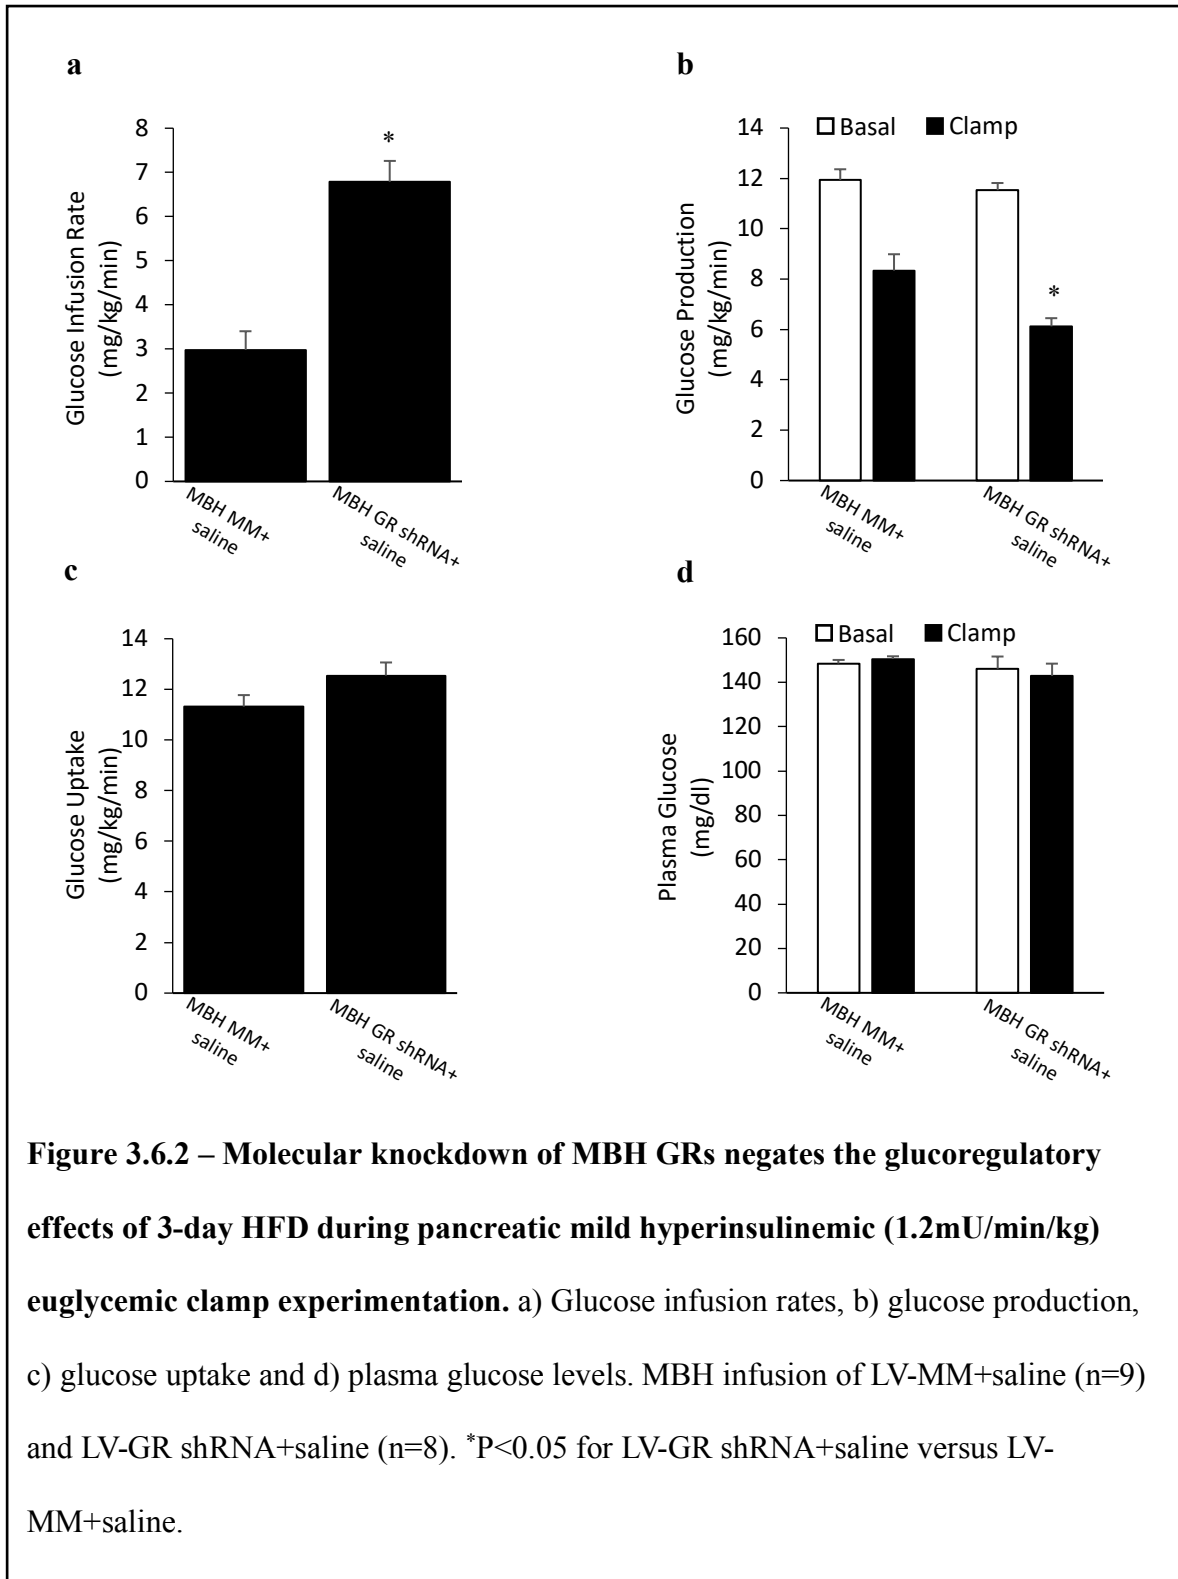 a
8
7
6
5
4
3
2
1
0
*
Glucose Infusion Rate
(mg/kg/min)
MBH MM+
saline
MBH GR shRNA+
saline
b
14
12
10
8
6
4
2
0
Basal
Clamp
*
Glucose Production
(mg/kg/min)
MBH MM+
saline
MBH GR shRNA+
saline
c
14
12
10
8
6
4
2
0
Glucose Uptake
(mg/kg/min)
MBH MM+
saline
MBH GR shRNA+
saline
d
160
140
120
100
80
60
40
20
0
Basal
Clamp
Plasma Glucose
(mg/dl)
MBH MM+
saline
MBH GR shRNA+
saline
Figure 3.6.2 – Molecular knockdown of MBH GRs negates the glucoregulatory
effects of 3-day HFD during pancreatic mild hyperinsulinemic (1.2mU/min/kg)
euglycemic clamp experimentation. a) Glucose infusion rates, b) glucose production,
c) glucose uptake and d) plasma glucose levels. MBH infusion of LV-MM+saline (n=9)
and LV-GR shRNA+saline (n=8). *P<0.05 for LV-GR shRNA+saline versus LV-
MM+saline.